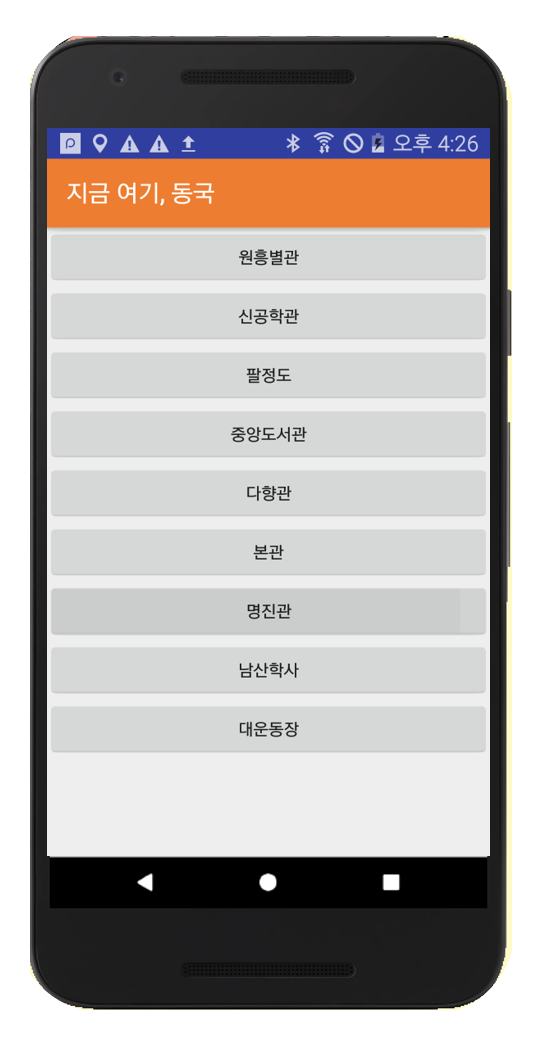 오후 4:26
지금 여기, 동국
원흥별관
신공학관
팔정도
중앙도서관
다향관
본관
명진관
남산학사
대운동장